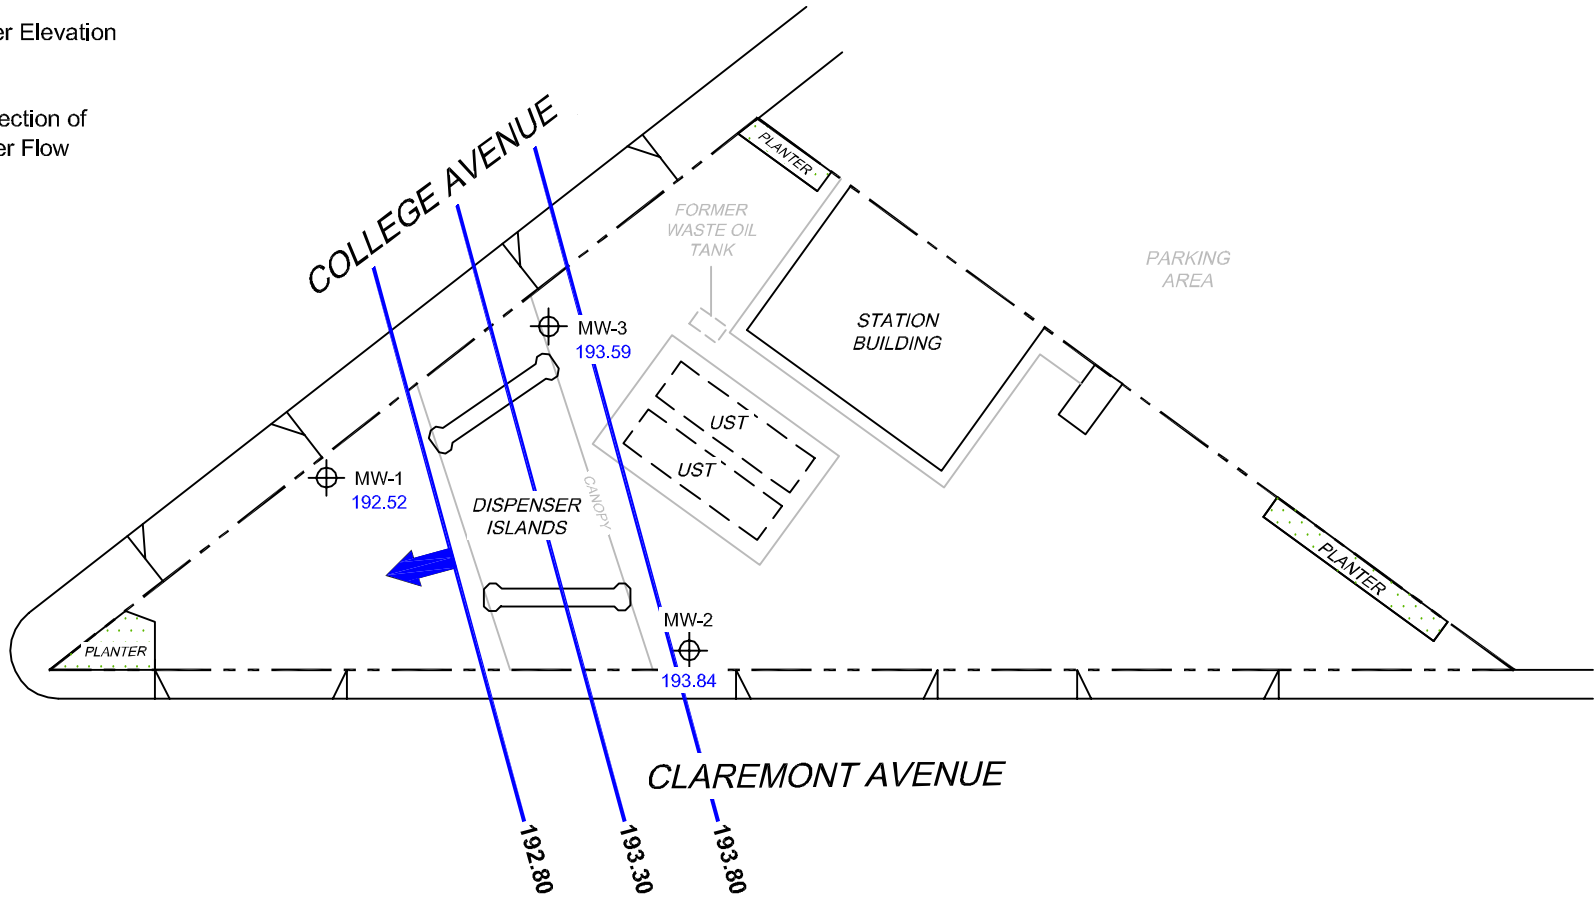 er Elevation
ection of
er Flow
COLLEGE AVENUE
PLANTER
FORMER
WASTE OIL
TANK
PARKING
AREA
STATION
BUILDING
MW-3
193.59
UST
UST
MW-1
192.52
CANOPY
DISPENSER
ISLANDS
PLANTER
MW-2
193.84
PLANTER
CLAREMONT AVENUE
192.80
193.30
193.80